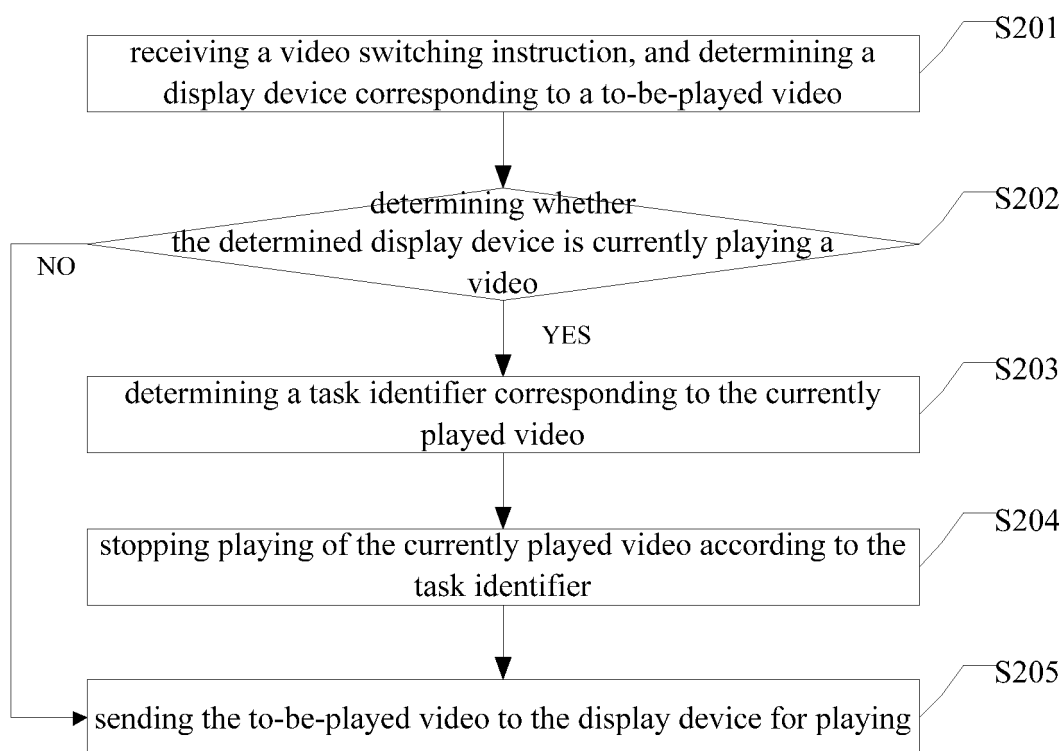 S201
receiving a video switching instruction, and determining a
display device corresponding to a to-be-played video
S202
determining whether
the determined display device is currently playing a
video
NO
YES
S203
determining a task identifier corresponding to the currently
played video
S204
stopping playing of the currently played video according to the
task identifier
S205
sending the to-be-played video to the display device for playing